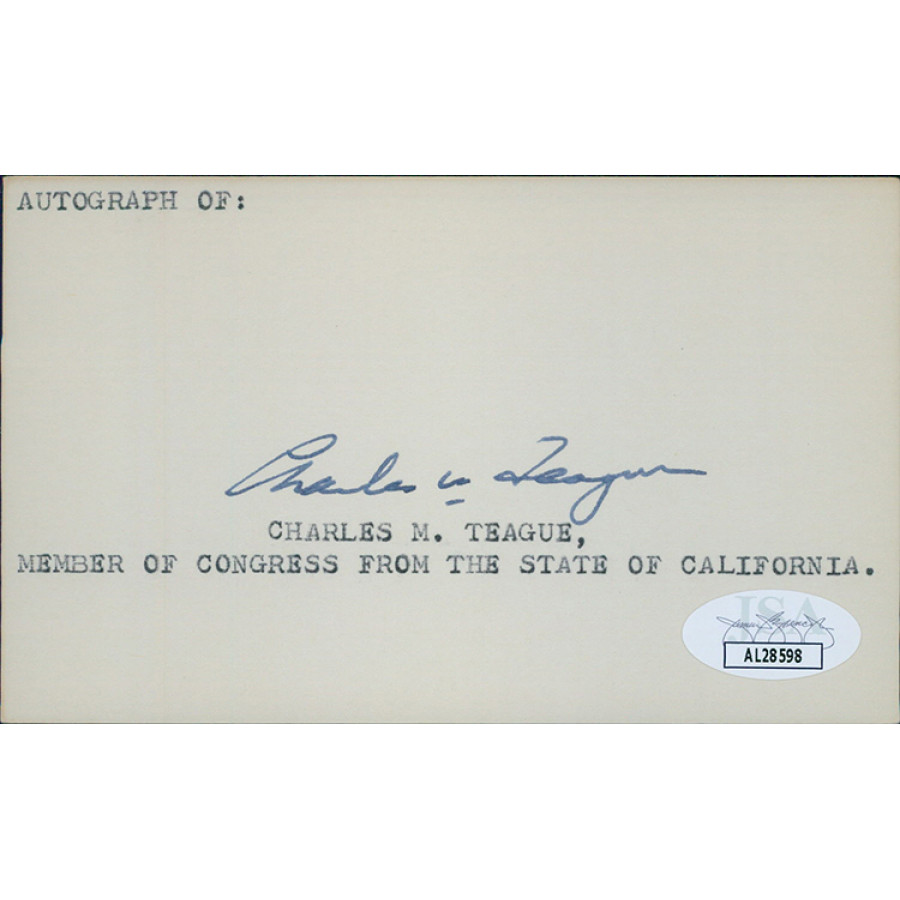 AUTOGRAPH OF:
Charles M Teague
CHARLES M. TEAGUE,
MEMBER OF CONGRESS FROM THE STATE OF CALIFORNIA.
JSA
AL28598